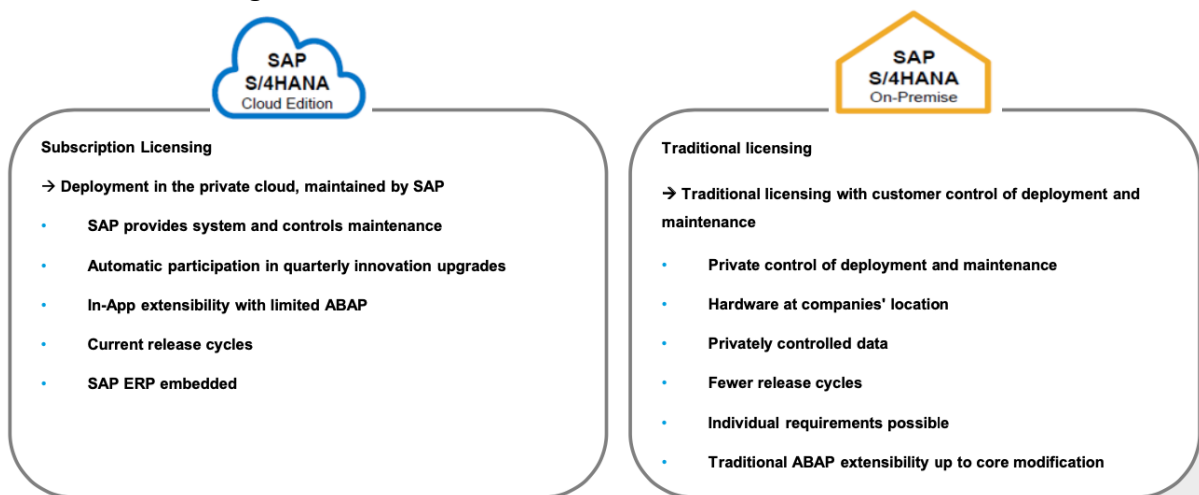 SAP
S/4HANA
Cloud Edition
Subscription Licensing
→ Deployment in the private cloud, maintained by SAP
• SAP provides system and controls maintenance
• Automatic participation in quarterly innovation upgrades
• In-App extensibility with limited ABAP
• Current release cycles
• SAP ERP embedded
SAP
S/4HANA
On-Premise
Traditional licensing
→ Traditional licensing with customer control of deployment and
maintenance
• Private control of deployment and maintenance
• Hardware at companies' location
• Privately controlled data
• Fewer release cycles
• Individual requirements possible
• Traditional ABAP extensibility up to core modification